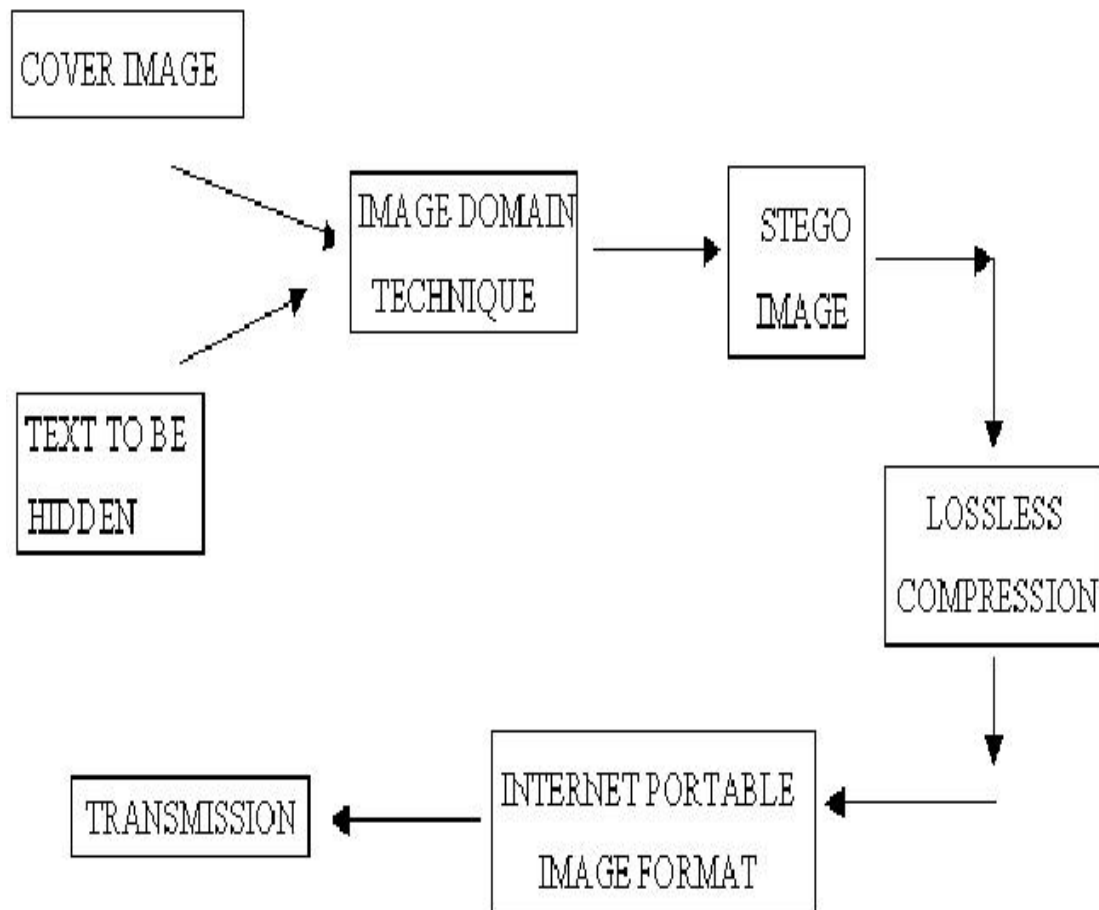 COVER IMAGE
IMAGE DOMAIN
TECHNIQUE
STEGO
IMAGE
TEXT TO BE
HIDDEN
LOSSLESS
COMPRESSION
INTERNET PORTABLE
IMAGE FORMAT
TRANSMISSION